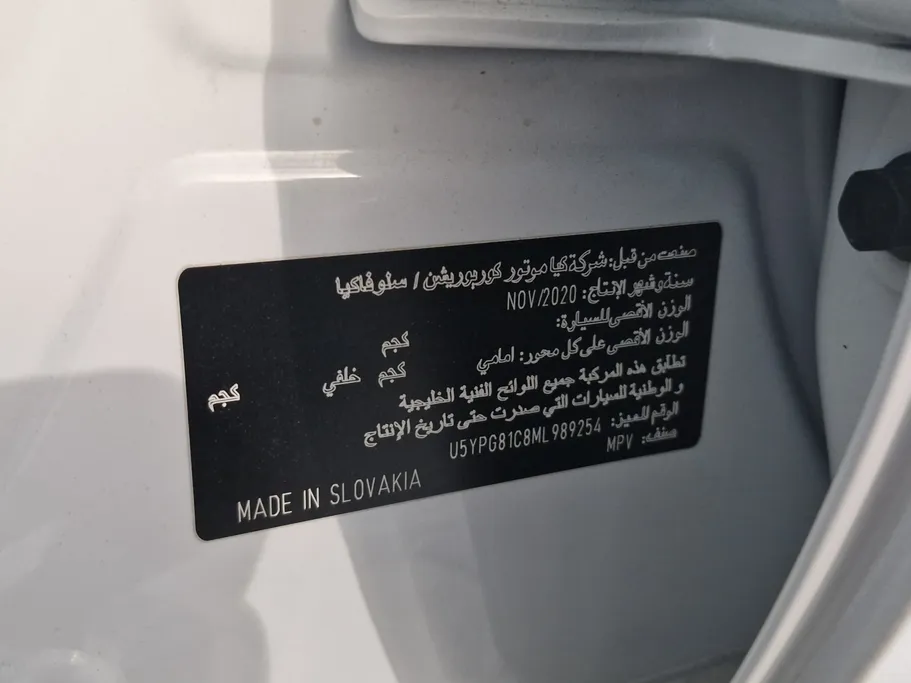 صنعت من قبل: شركة كيا موتور كوربوريشن / سلوفاكيا
سنة وشهر الإنتاج: NOV/2020
الوزن الأقصى للسيارة: كجم
الوزن الأقصى على كل محور: امامي كجم خلفي كجم
تطابق هذه المركبة جميع اللوائح الفنية الخليجية
و الوطنية للسيارات التي صدرت حتى تاريخ الإنتاج
الرقم المميز: U5YPG81C8ML989254
صنف: MPV
MADE IN SLOVAKIA